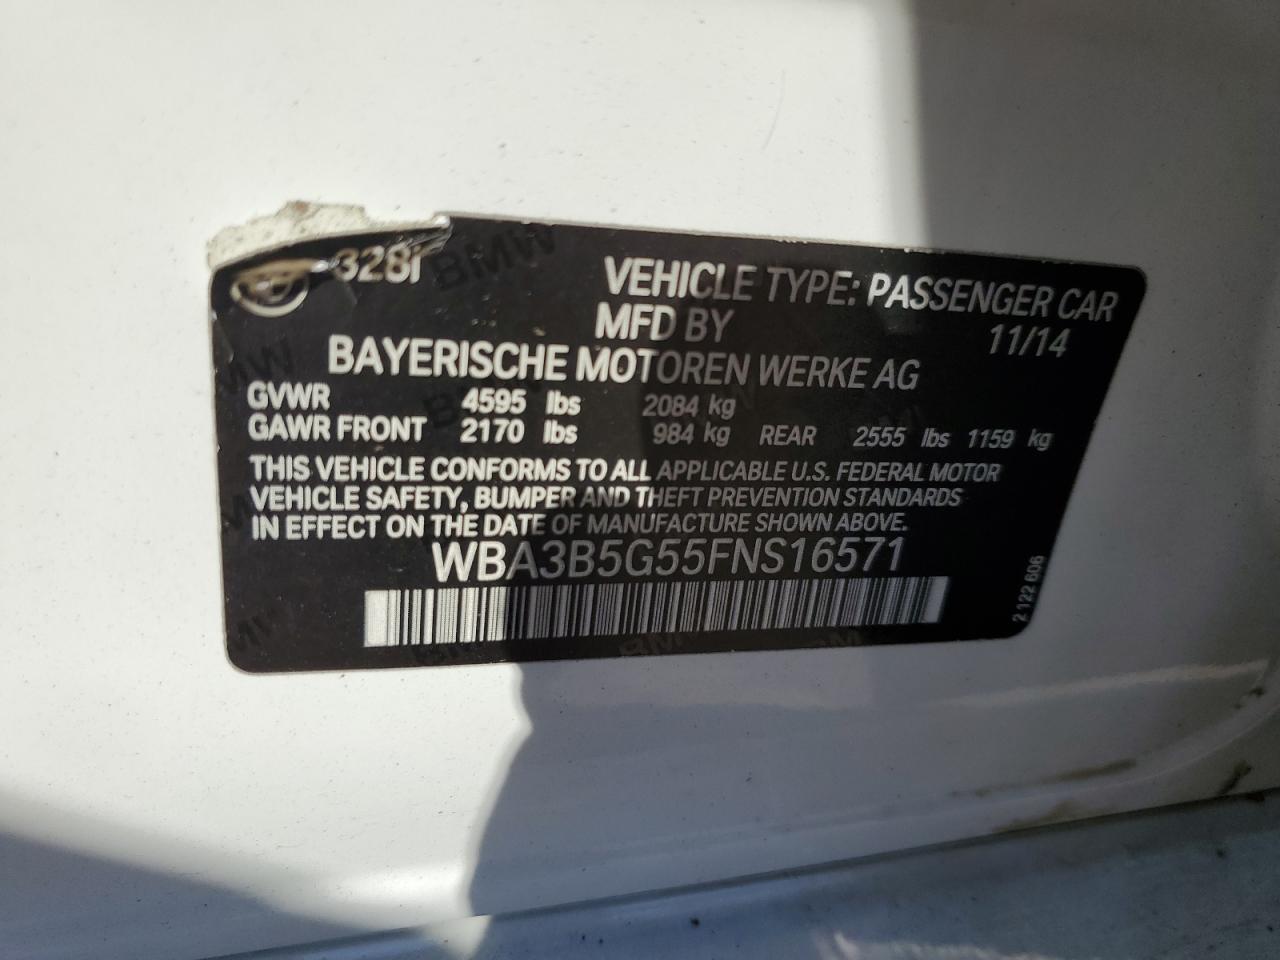 328i
VEHICLE TYPE: PASSENGER CAR
MFD BY 11/14
BAYERISCHE MOTOREN WERKE AG
GVWR 4595 lbs 2084 kg
GAWR FRONT 2170 lbs 984 kg REAR 2555 lbs 1159 kg
THIS VEHICLE CONFORMS TO ALL APPLICABLE U.S. FEDERAL MOTOR
VEHICLE SAFETY, BUMPER AND THEFT PREVENTION STANDARDS
IN EFFECT ON THE DATE OF MANUFACTURE SHOWN ABOVE.
WBA3B5G55FNS16571
2 122 606
BMW